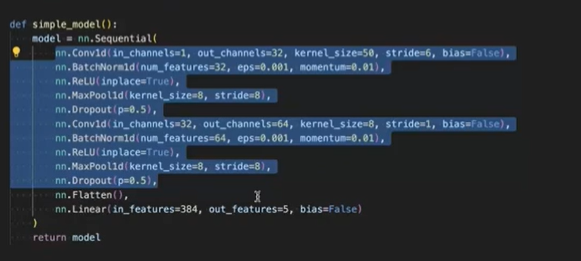 def simple_model():
model = nn.Sequential(
nn.Conv1d(in_channels=1, out_channels=32, kernel_size=50, stride=6, bias=False),
nn.BatchNorm1d(num_features=32, eps=0.001, momentum=0.01),
nn.ReLU(inplace=True),
nn.MaxPool1d(kernel_size=8, stride=8),
nn.Dropout(p=0.5),
nn.Conv1d(in_channels=32, out_channels=64, kernel_size=8, stride=1, bias=False),
nn.BatchNorm1d(num_features=64, eps=0.001, momentum=0.01),
nn.ReLU(inplace=True),
nn.MaxPool1d(kernel_size=8, stride=8),
nn.Dropout(p=0.5),
nn.Flatten(),
nn.Linear(in_features=384, out_features=5, bias=False)
)
return model